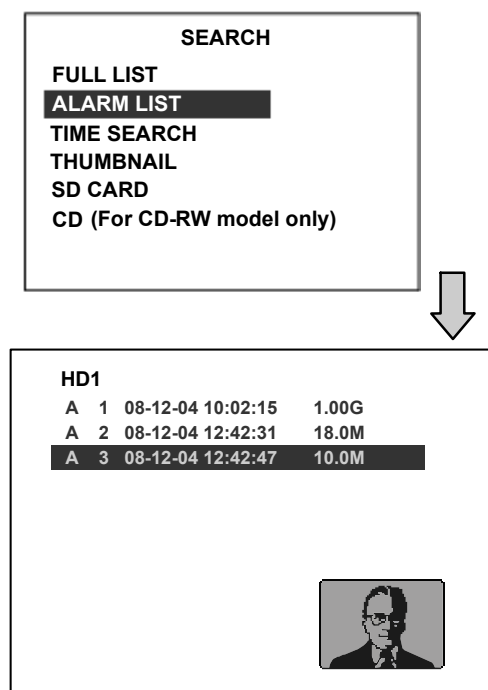 SEARCH
FULL LIST
ALARM LIST
TIME SEARCH
THUMBNAIL
SD CARD
CD (For CD-RW model only)
HD1
A 1 08-12-04 10:02:15 1.00G
A 2 08-12-04 12:42:31 18.0M
A 3 08-12-04 12:42:47 10.0M